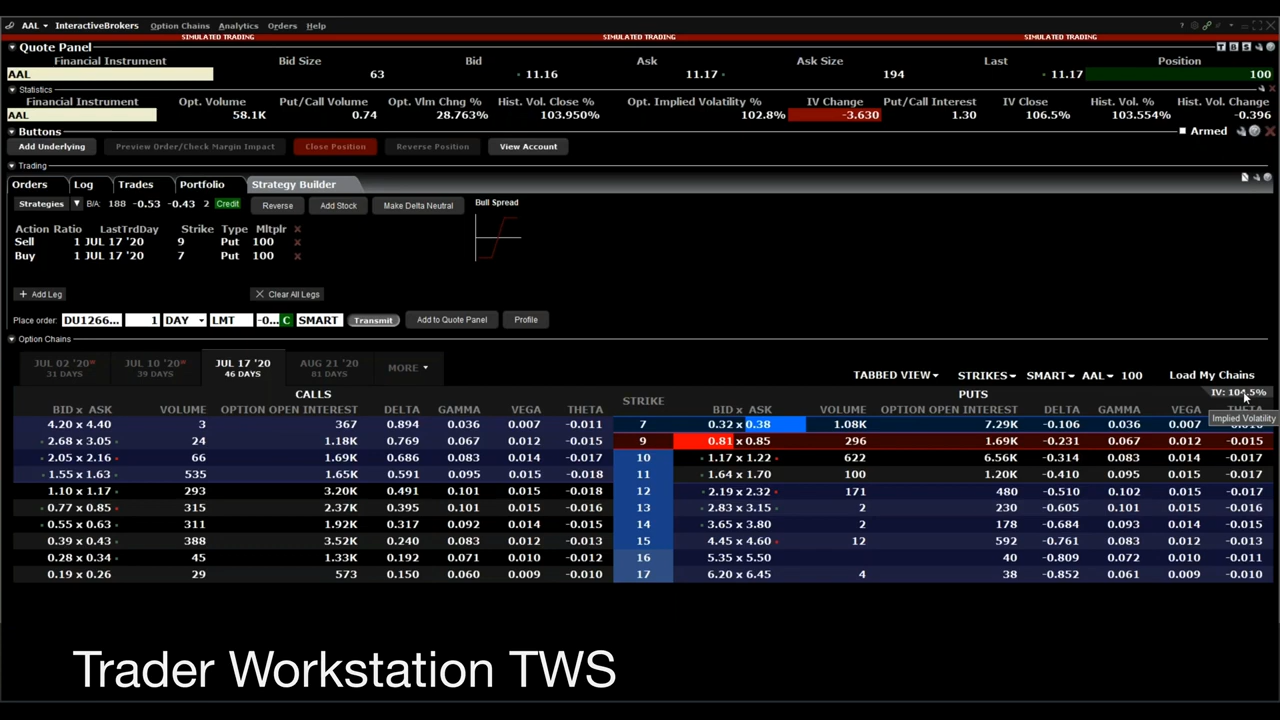 AAL InteractiveBrokers Option Chains Analytics Orders Help ?
SIMULATED TRADING SIMULATED TRADING SIMULATED TRADING
Quote Panel T B S
Financial Instrument Bid Size Bid Ask Ask Size Last Position
AAL 63 11.16 11.17 194 11.17 100
Statistics
Financial Instrument Opt. Volume Put/Call Volume Opt. Vlm Chng % Hist. Vol. Close % Opt. Implied Volatility % IV Change Put/Call Interest IV Close Hist. Vol. % Hist. Vol. Change
AAL 58.1K 0.74 28.763% 103.950% 102.8% -3.630 1.30 106.5% 103.554% -0.396
Buttons Armed
Add Underlying Preview Order/Check Margin Impact Close Position Reverse Position View Account
Trading
Orders Log Trades Portfolio Strategy Builder
Strategies B/A: 188 -0.53 -0.43 2 Credit Reverse Add Stock Make Delta Neutral Bull Spread
Action Ratio LastTrdDay Strike Type Mltplr X
Sell 1 JUL 17 '20 9 Put 100 X
Buy 1 JUL 17 '20 7 Put 100 X
+ Add Leg X Clear All Legs
Place order: DU1266... 1 DAY LMT -0... C SMART Transmit Add to Quote Panel Profile
Option Chains
JUL 02 '20 JUL 10 '20 JUL 17 '20 AUG 21 '20 MORE
31 DAYS 39 DAYS 46 DAYS 81 DAYS TABBED VIEW STRIKES SMART AAL 100 Load My Chains
CALLS STRIKE PUTS IV: 104.5%
BID x ASK VOLUME OPTION OPEN INTEREST DELTA GAMMA VEGA THETA BID x ASK VOLUME OPTION OPEN INTEREST DELTA GAMMA VEGA THETA
Implied Volatility
4.20 x 4.40 3 367 0.894 0.036 0.007 -0.011 7 0.32 x 0.38 1.08K 7.29K -0.106 0.036 0.007
2.68 x 3.05 24 1.18K 0.769 0.067 0.012 -0.015 9 0.81 x 0.85 296 1.69K -0.231 0.067 0.012 -0.015
2.05 x 2.16 66 1.69K 0.686 0.083 0.014 -0.017 10 1.17 x 1.22 622 6.56K -0.314 0.083 0.014 -0.017
1.55 x 1.63 535 1.65K 0.591 0.095 0.015 -0.018 11 1.64 x 1.70 100 1.20K -0.410 0.095 0.015 -0.017
1.10 x 1.17 293 3.20K 0.491 0.101 0.015 -0.018 12 2.19 x 2.32 171 480 -0.510 0.102 0.015 -0.017
0.77 x 0.85 315 2.37K 0.395 0.101 0.015 -0.016 13 2.83 x 3.15 2 230 -0.605 0.101 0.015 -0.016
0.55 x 0.63 311 1.92K 0.317 0.092 0.014 -0.014 14 3.65 x 3.80 2 178 -0.684 0.093 0.014 -0.015
0.39 x 0.43 388 3.52K 0.240 0.083 0.012 -0.013 15 4.45 x 4.60 12 592 -0.761 0.083 0.012 -0.013
0.28 x 0.34 45 1.33K 0.192 0.071 0.010 -0.012 16 5.35 x 5.50 40 -0.809 0.072 0.010 -0.011
0.19 x 0.26 29 573 0.150 0.060 0.009 -0.010 17 6.20 x 6.45 4 38 -0.852 0.061 0.009 -0.010
Trader Workstation TWS